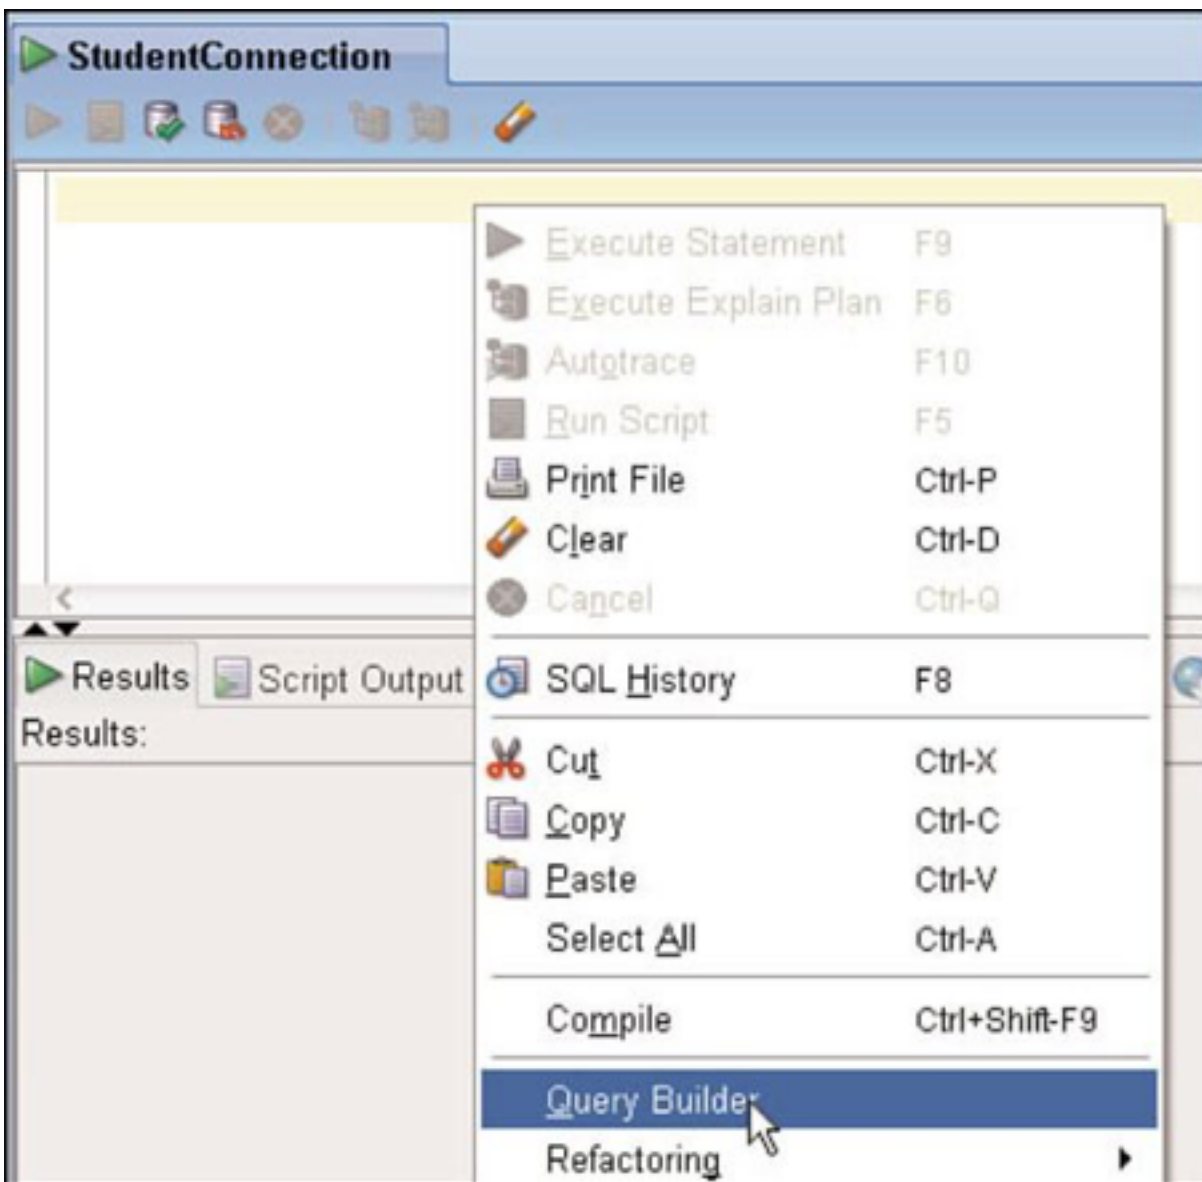 StudentConnection
Execute Statement F9
Execute Explain Plan F6
Autotrace F10
Run Script F5
Print File Ctrl-P
Clear Ctrl-D
Cancel Ctrl-Q
Results Script Output SQL History F8
Results:
Cut Ctrl-X
Copy Ctrl-C
Paste Ctrl-V
Select All Ctrl-A
Compile Ctrl+Shift-F9
Query Builder
Refactoring